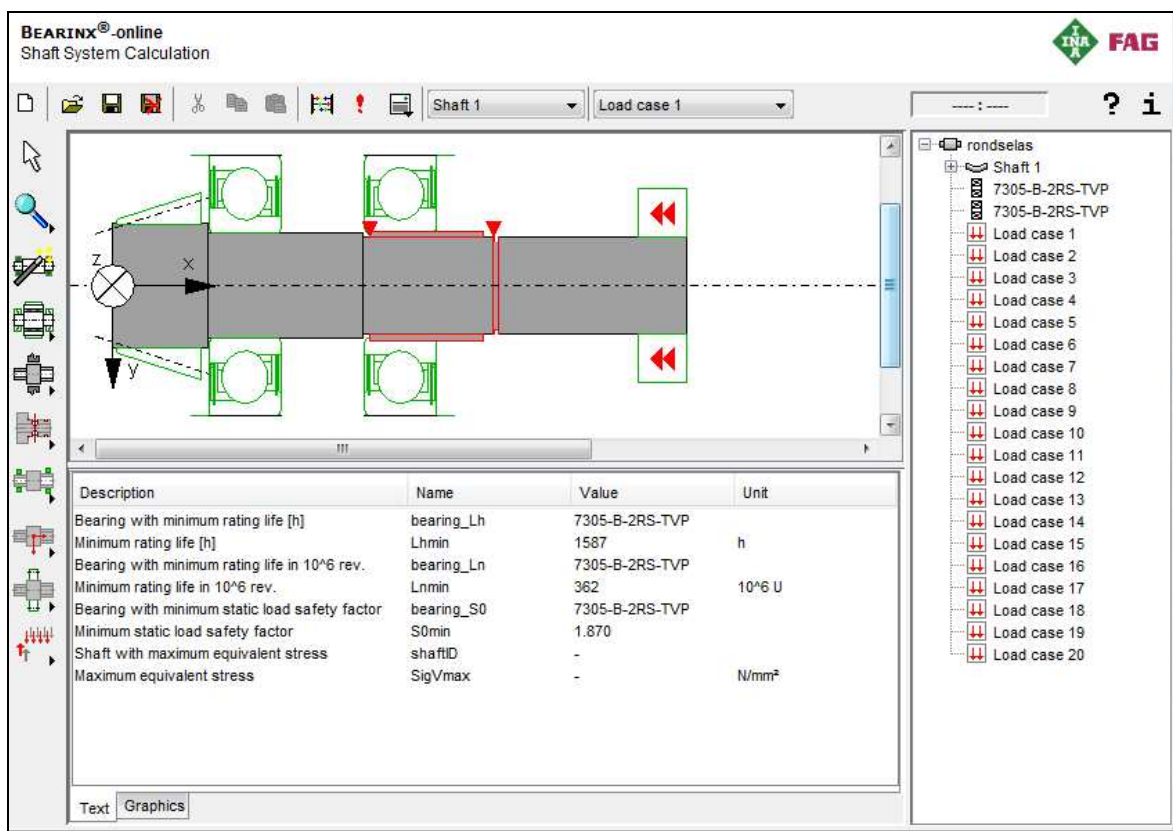 BEARINX®-online
Shaft System Calculation
INA FAG
Shaft 1 Load case 1 ---- : ---- ? i
z x
y
Description Name Value Unit
Bearing with minimum rating life [h] bearing_Lh 7305-B-2RS-TVP
Minimum rating life [h] Lhmin 1587 h
Bearing with minimum rating life in 10^6 rev. bearing_Ln 7305-B-2RS-TVP
Minimum rating life in 10^6 rev. Lnmin 362 10^6 U
Bearing with minimum static load safety factor bearing_S0 7305-B-2RS-TVP
Minimum static load safety factor S0min 1.870
Shaft with maximum equivalent stress shaftID -
Maximum equivalent stress SigVmax - N/mm²
Text Graphics
rondselas
Shaft 1
7305-B-2RS-TVP
7305-B-2RS-TVP
Load case 1
Load case 2
Load case 3
Load case 4
Load case 5
Load case 6
Load case 7
Load case 8
Load case 9
Load case 10
Load case 11
Load case 12
Load case 13
Load case 14
Load case 15
Load case 16
Load case 17
Load case 18
Load case 19
Load case 20